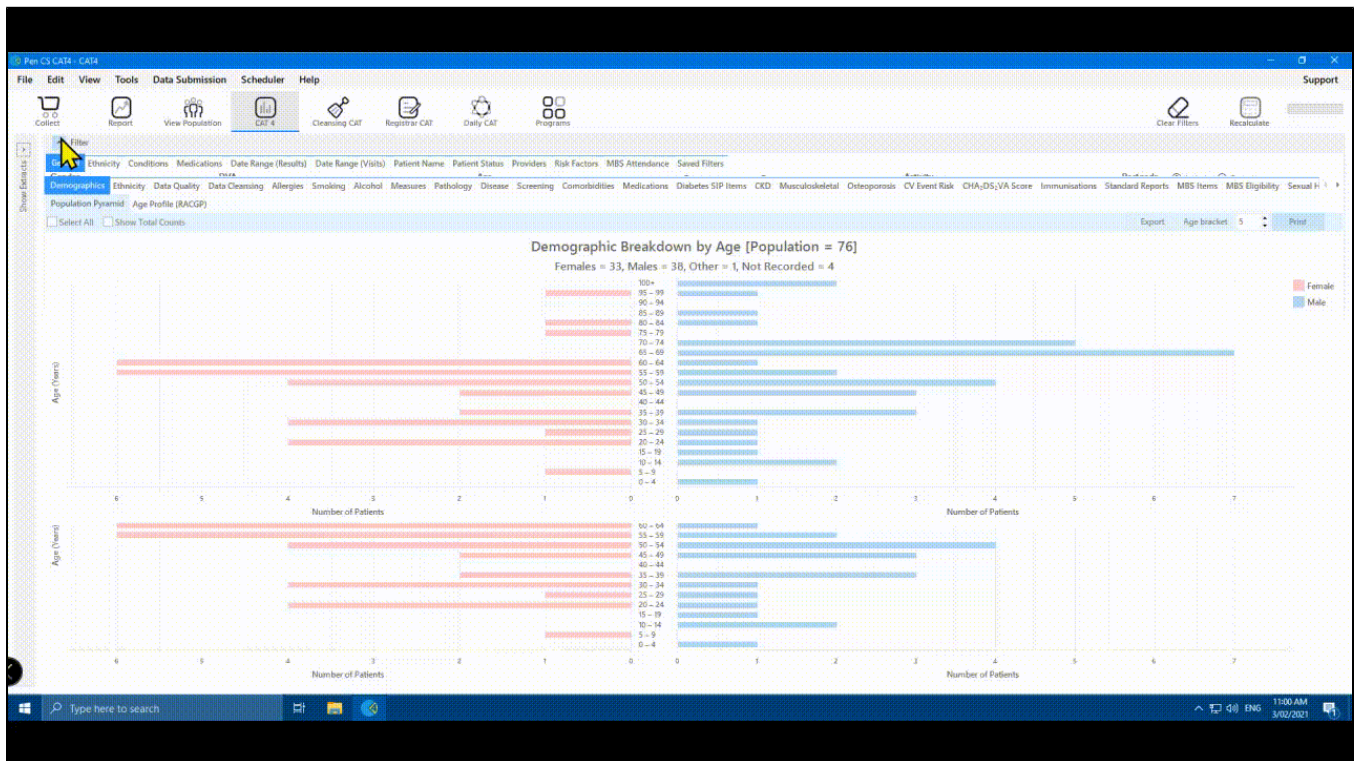 Pen CS CAT4 - CAT4
File Edit View Tools Data Submission Scheduler Help Support
Collect Report View Population CAT 4 Cleansing CAT Registrar CAT Daily CAT Programs Clear Filters Recalculate
Filter
Ethnicity Conditions Medications Date Range (Results) Date Range (Visits) Patient Name Patient Status Providers Risk Factors MBS Attendance Saved Filters
Show Extracts
Demographics Ethnicity Data Quality Data Cleansing Allergies Smoking Alcohol Measures Pathology Disease Screening Comorbidities Medications Diabetes SIP Items CKD Musculoskeletal Osteoporosis CV Event Risk CHA₂DS₂VA Score Immunisations Standard Reports MBS Items MBS Eligibility Sexual H
Population Pyramid Age Profile (RACGP)
Select All Show Total Counts Export Age bracket 5 Print
Demographic Breakdown by Age [Population = 76]
Females = 33, Males = 38, Other = 1, Not Recorded = 4
100+
95 – 99
90 – 94
85 – 89
80 – 84
75 – 79
70 – 74
65 – 69
60 – 64
55 – 59
50 – 54
45 – 49
40 – 44
35 – 39
30 – 34
25 – 29
20 – 24
15 – 19
10 – 14
5 – 9
0 – 4
Female
Male
Age (Years)
6 5 4 3 2 1 0 0 1 2 3 4 5 6 7
Number of Patients Number of Patients
60 – 64
55 – 59
50 – 54
45 – 49
40 – 44
35 – 39
30 – 34
25 – 29
20 – 24
15 – 19
10 – 14
5 – 9
0 – 4
Age (Years)
6 5 4 3 2 1 0 0 1 2 3 4 5 6 7
Number of Patients Number of Patients
Type here to search
ENG
11:00 AM
3/02/2021